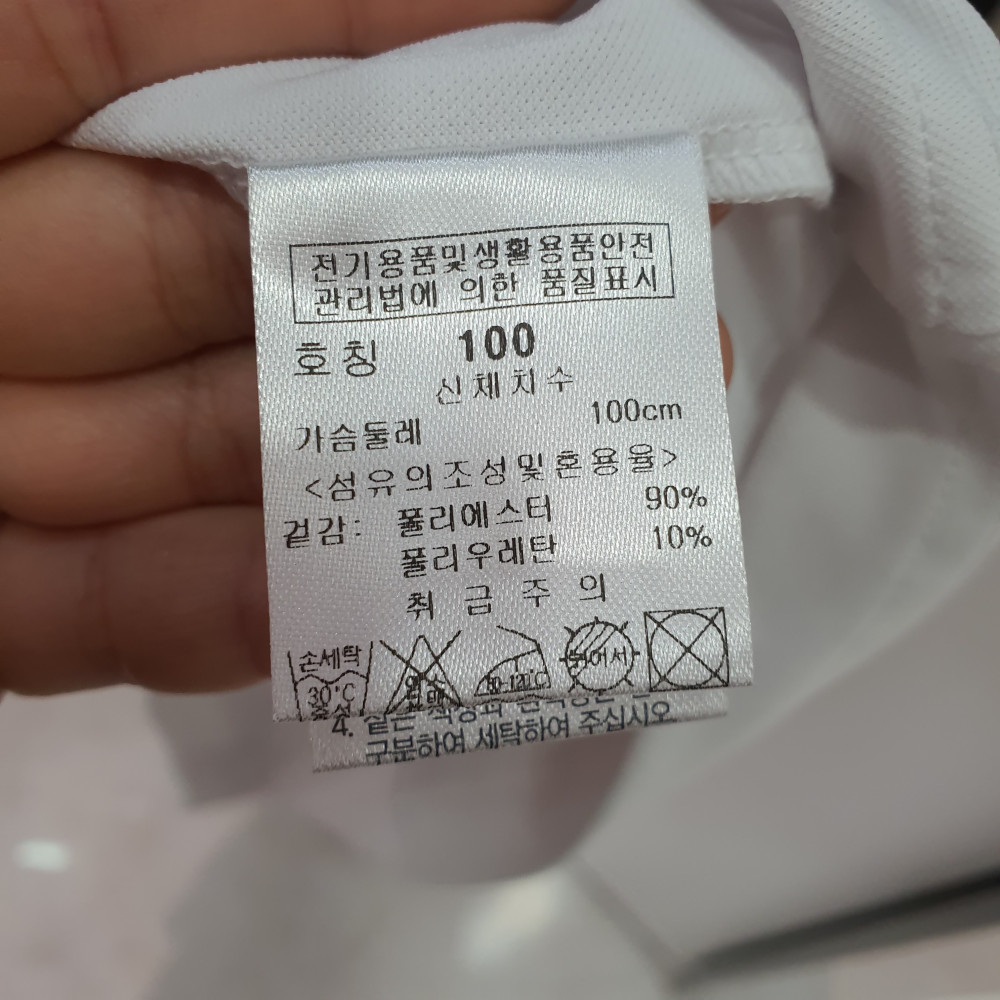 전기용품및생활용품안전
관리법에 의한 품질표시
호칭 100
신체치수
가슴둘레 100cm
<섬유의조성및혼용율>
겉감: 폴리에스터 90%
폴리우레탄 10%
취급주의
손세탁
30°C
4.
구분하여 세탁하여 주십시오